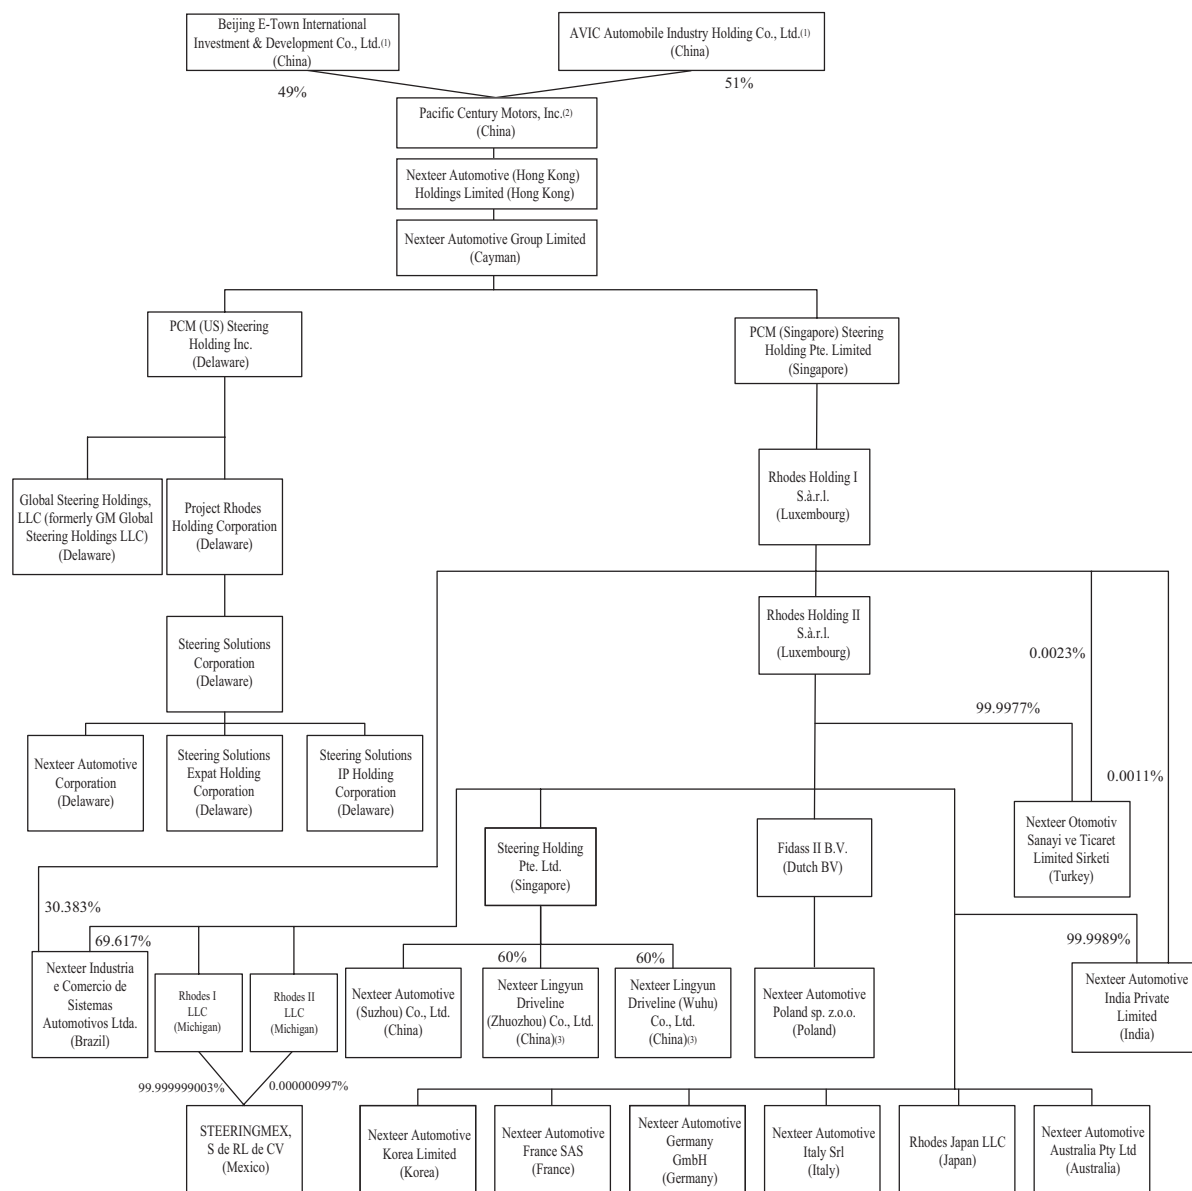 Beijing E-Town International
Investment & Development Co., Ltd.(1)
(China)
AVIC Automobile Industry Holding Co., Ltd.(1)
(China)
49%
51%
Pacific Century Motors, Inc.(2)
(China)
Nexteer Automotive (Hong Kong)
Holdings Limited (Hong Kong)
Nexteer Automotive Group Limited
(Cayman)
PCM (US) Steering
Holding Inc.
(Delaware)
PCM (Singapore) Steering
Holding Pte. Limited
(Singapore)
Global Steering Holdings,
LLC (formerly GM Global
Steering Holdings LLC)
(Delaware)
Project Rhodes
Holding Corporation
(Delaware)
Rhodes Holding I
S.à.r.l.
(Luxembourg)
Steering Solutions
Corporation
(Delaware)
Rhodes Holding II
S.à.r.l.
(Luxembourg)
0.0023%
99.9977%
0.0011%
Nexteer Automotive
Corporation
(Delaware)
Steering Solutions
Expat Holding
Corporation
(Delaware)
Steering Solutions
IP Holding
Corporation
(Delaware)
Steering Holding
Pte. Ltd.
(Singapore)
Fidass II B.V.
(Dutch BV)
Nexteer Otomotiv
Sanayi ve Ticaret
Limited Sirketi
(Turkey)
30.383%
69.617%
60%
60%
99.9989%
Nexteer Industria
e Comercio de
Sistemas
Automotivos Ltda.
(Brazil)
Rhodes I
LLC
(Michigan)
Rhodes II
LLC
(Michigan)
Nexteer Automotive
(Suzhou) Co., Ltd.
(China)
Nexteer Lingyun
Driveline
(Zhuozhou) Co., Ltd.
(China)(3)
Nexteer Lingyun
Driveline (Wuhu)
Co., Ltd.
(China)(3)
Nexteer Automotive
Poland sp. z.o.o.
(Poland)
Nexteer Automotive
India Private
Limited
(India)
99.999999003%
0.000000997%
STEERINGMEX,
S de RL de CV
(Mexico)
Nexteer Automotive
Korea Limited
(Korea)
Nexteer Automotive
France SAS
(France)
Nexteer Automotive
Germany
GmbH
(Germany)
Nexteer Automotive
Italy Srl
(Italy)
Rhodes Japan LLC
(Japan)
Nexteer Automotive
Australia Pty Ltd
(Australia)